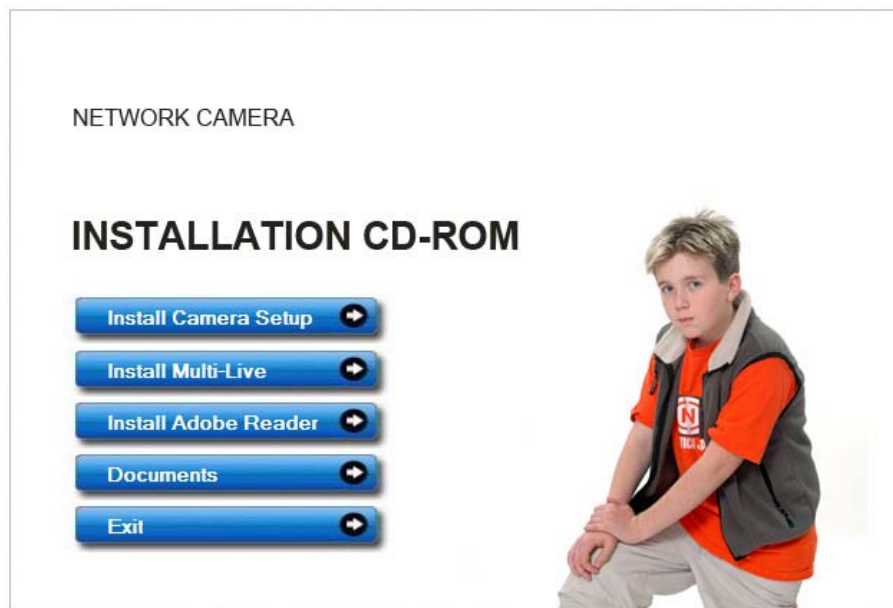 NETWORK CAMERA
INSTALLATION CD-ROM
Install Camera Setup
Install Multi-Live
Install Adobe Reader
Documents
Exit
N